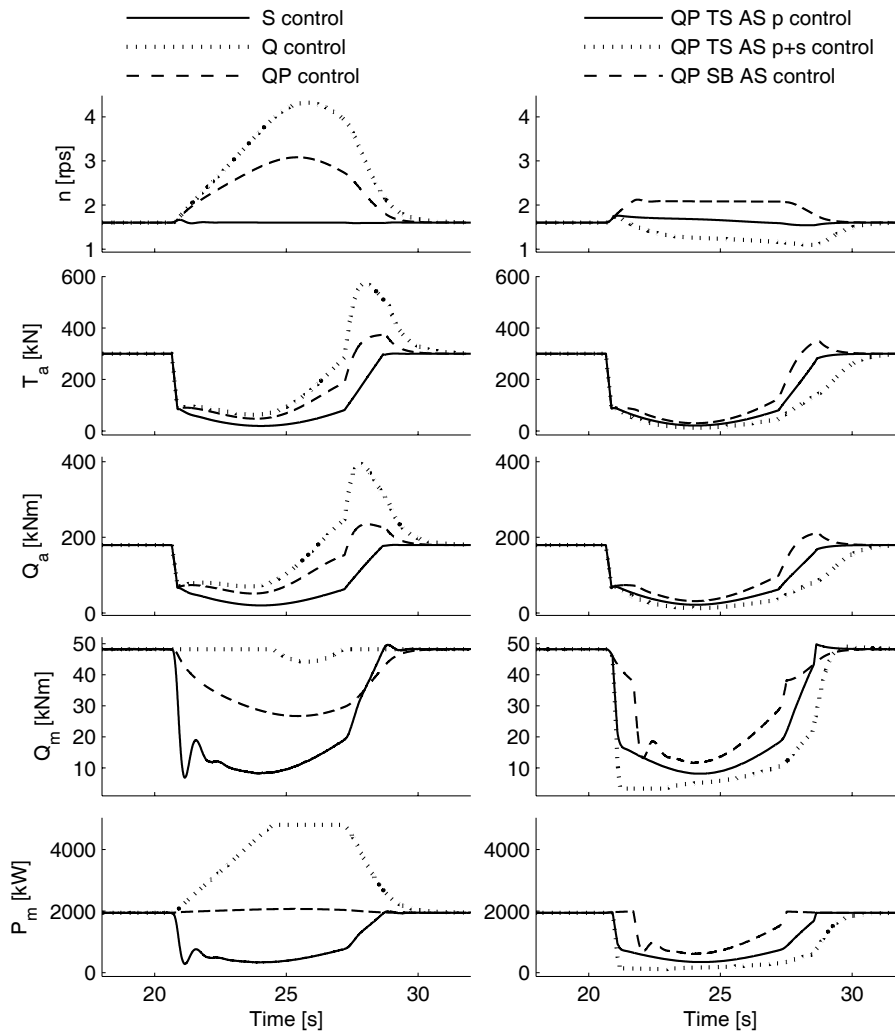 S control
Q control
QP control
QP TS AS p control
QP TS AS p+s control
QP SB AS control
n [rps]
4
3
2
1
4
3
2
1
T_a [kN]
600
400
200
0
600
400
200
0
Q_a [kNm]
400
200
0
400
200
0
Q_m [kNm]
50
40
30
20
10
50
40
30
20
10
P_m [kW]
4000
2000
0
4000
2000
0
20 25 30
20 25 30
Time [s]
Time [s]